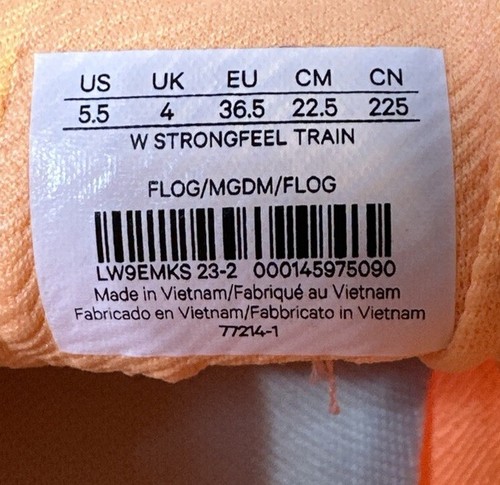 US UK EU CM CN
5.5 4 36.5 22.5 225
W STRONGFEEL TRAIN
FLOG/MGDM/FLOG
LW9EMKS 23-2 000145975090
Made in Vietnam/Fabriqué au Vietnam
Fabricado en Vietnam/Fabbricato in Vietnam
77214-1